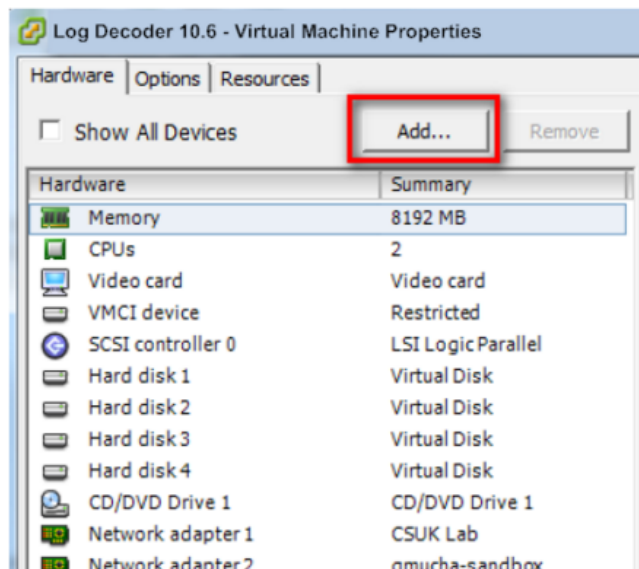 Log Decoder 10.6 - Virtual Machine Properties
Hardware Options Resources
Show All Devices Add... Remove
Hardware Summary
Memory 8192 MB
CPUs 2
Video card Video card
VMCI device Restricted
SCSI controller 0 LSI Logic Parallel
Hard disk 1 Virtual Disk
Hard disk 2 Virtual Disk
Hard disk 3 Virtual Disk
Hard disk 4 Virtual Disk
CD/DVD Drive 1 CD/DVD Drive 1
Network adapter 1 CSUK Lab
Network adapter 2 gmucha-sandbox